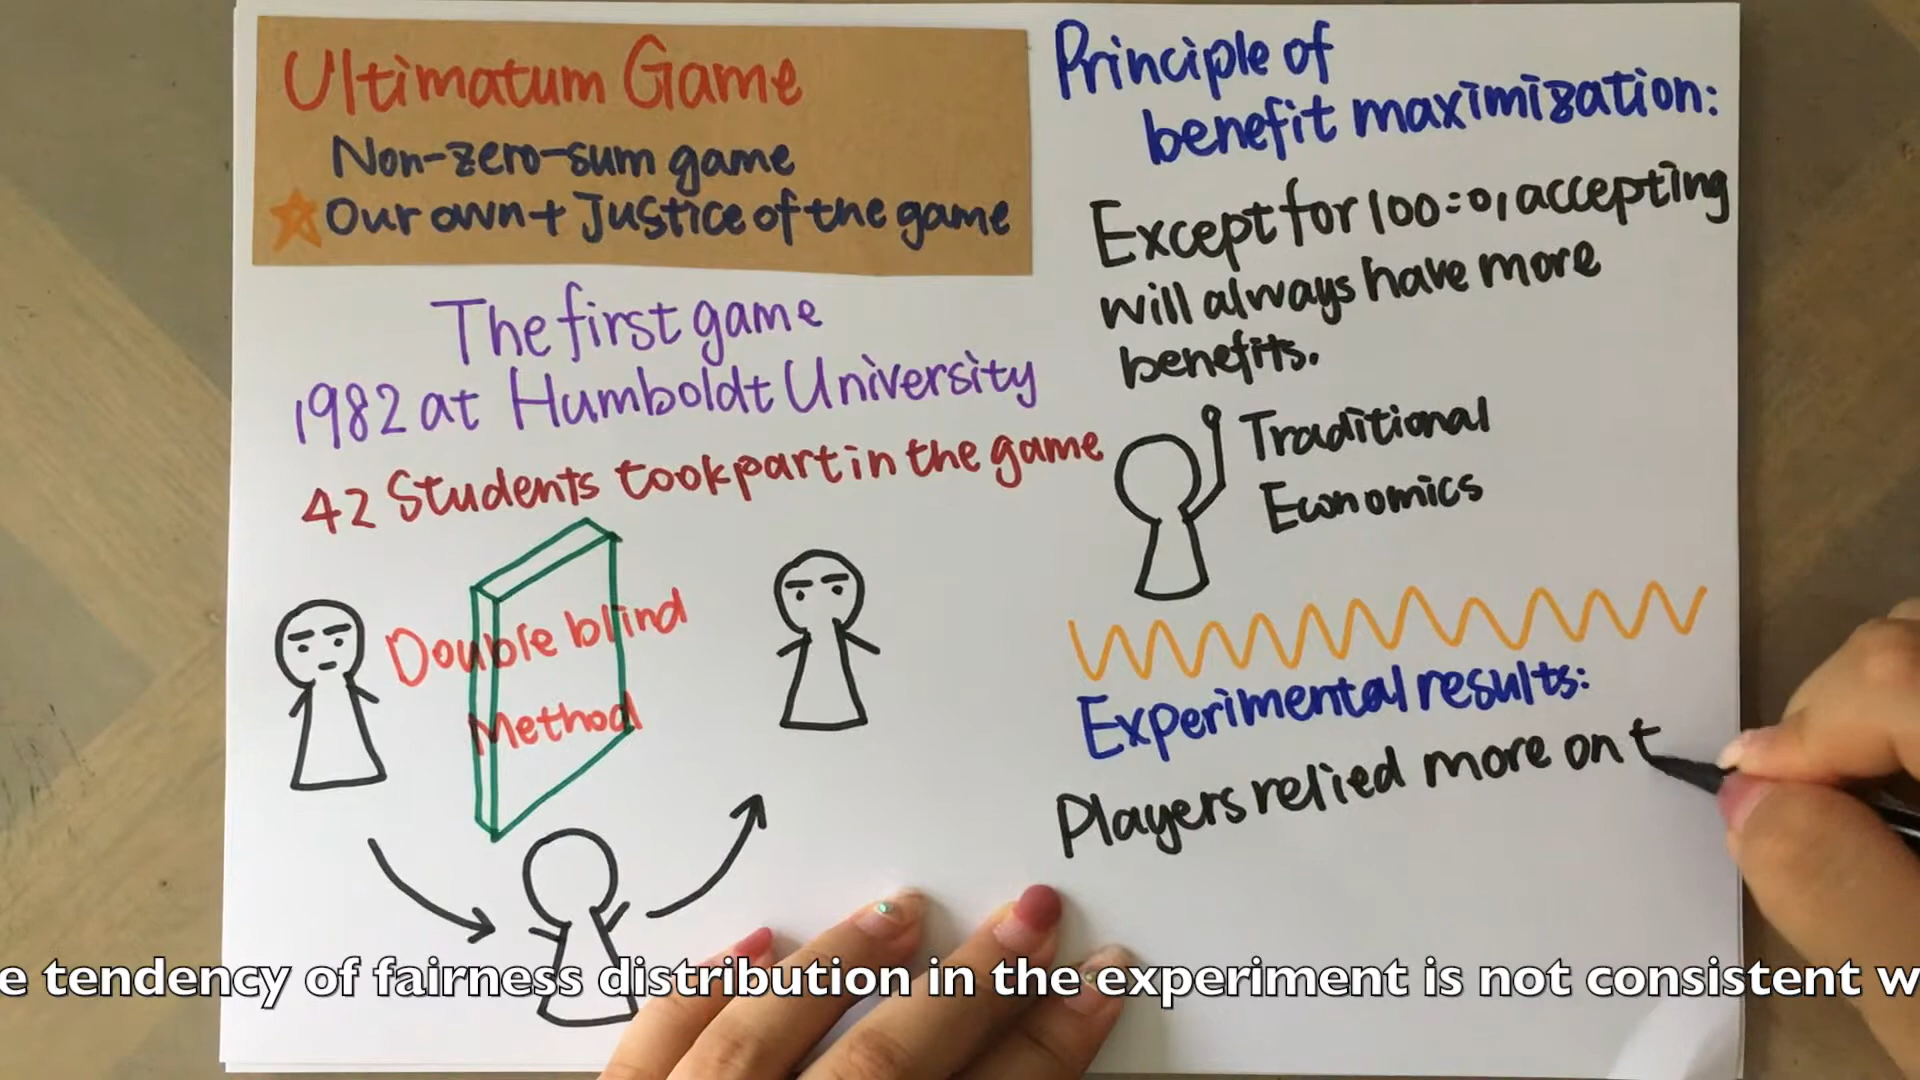 Ultimatum Game
Non-zero-sum game
Our own + Justice of the game
The first game
1982 at Humboldt University
42 Students took part in the game
Double blind
Method
Principle of
benefit maximization:
Except for 100:0, accepting
will always have more
benefits.
Traditional
Economics
Experimental results:
Players relied more on t
e tendency of fairness distribution in the experiment is not consistent w